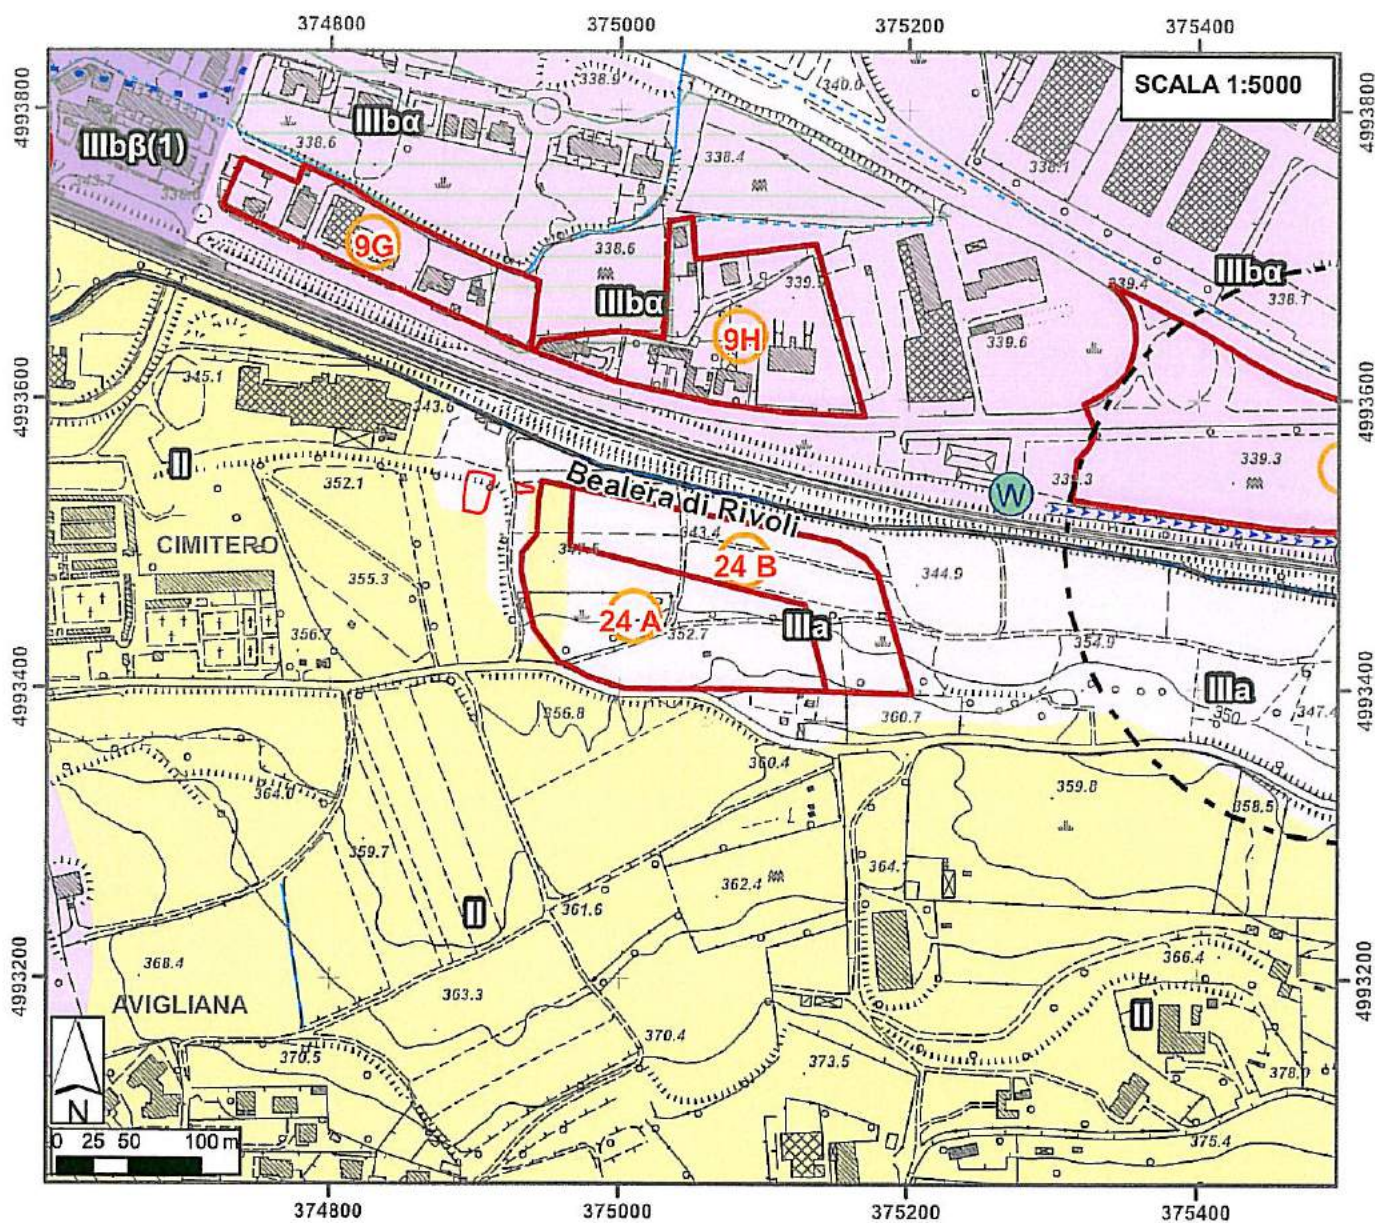 374800
375000
375200
375400
SCALA 1:5000
4993800
4993800
338.9
340.0
IIIbα
IIIbβ(1)
338.6
338.4
338.1
9G
338.6
IIIbα
IIIbα
339.4
338.1
9H
339.6
4993600
4993600
345.1
343.6
II
352.1
339.3
W
Bealera di Rivoli
343.4
CIMITERO
24 B
344.9
355.3
24 A
352.7
IIIa
356.7
354.9
4993400
4993400
IIIa
350
347.4
356.8
360.7
360.4
364.0
359.8
358.5
359.7
364.1
362.4
II
361.6
368.4
366.4
4993200
4993200
AVIGLIANA
363.3
II
370.4
370.5
373.5
378.0
N
375.4
0 25 50 100 m
374800
375000
375200
375400